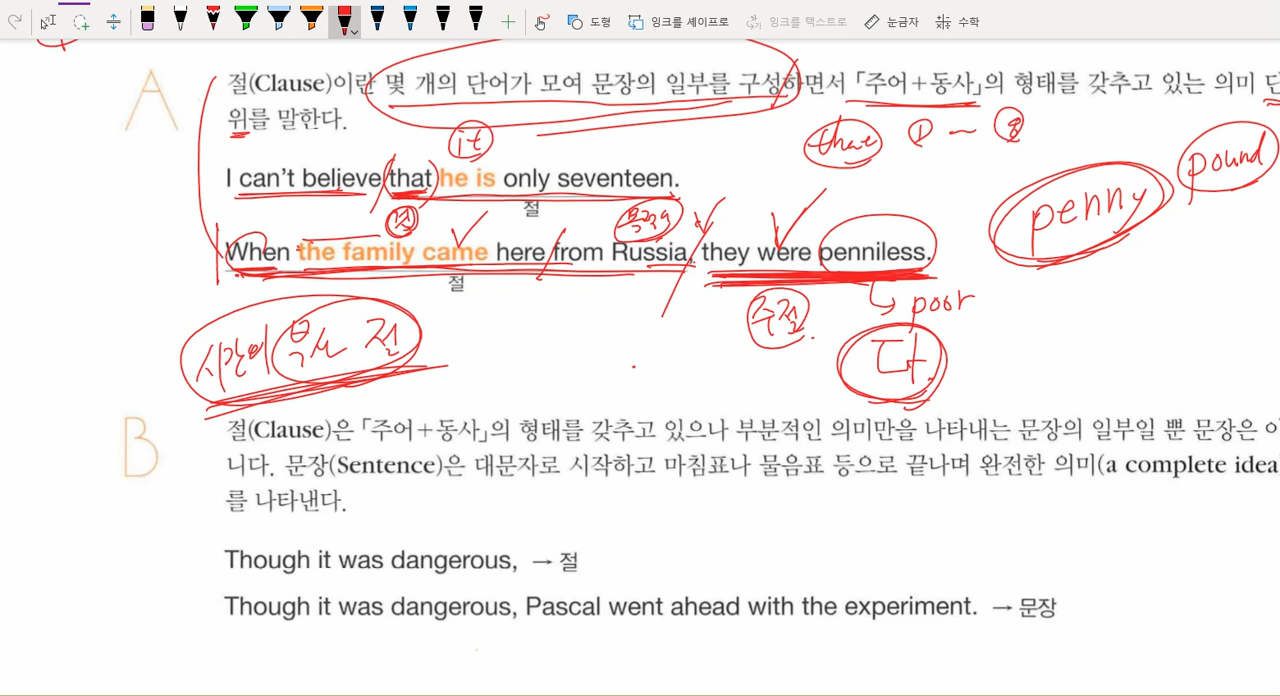 도형 잉크를 셰이프로 잉크를 텍스트로 눈금자 수학
A
절(Clause)이란 몇 개의 단어가 모여 문장의 일부를 구성하면서 「주어+동사」의 형태를 갖추고 있는 의미 단
위를 말한다.
it
that ① ~
pound
penny
I can't believe that he is only seventeen.
절
When the family came here from Russia, they were penniless.
절
주절.
poor
시간의 부사 절
다.
B
절(Clause)은 「주어+동사」의 형태를 갖추고 있으나 부분적인 의미만을 나타내는 문장의 일부일 뿐 문장은 아
니다. 문장(Sentence)은 대문자로 시작하고 마침표나 물음표 등으로 끝나며 완전한 의미(a complete idea
를 나타낸다.
Though it was dangerous, → 절
Though it was dangerous, Pascal went ahead with the experiment. → 문장